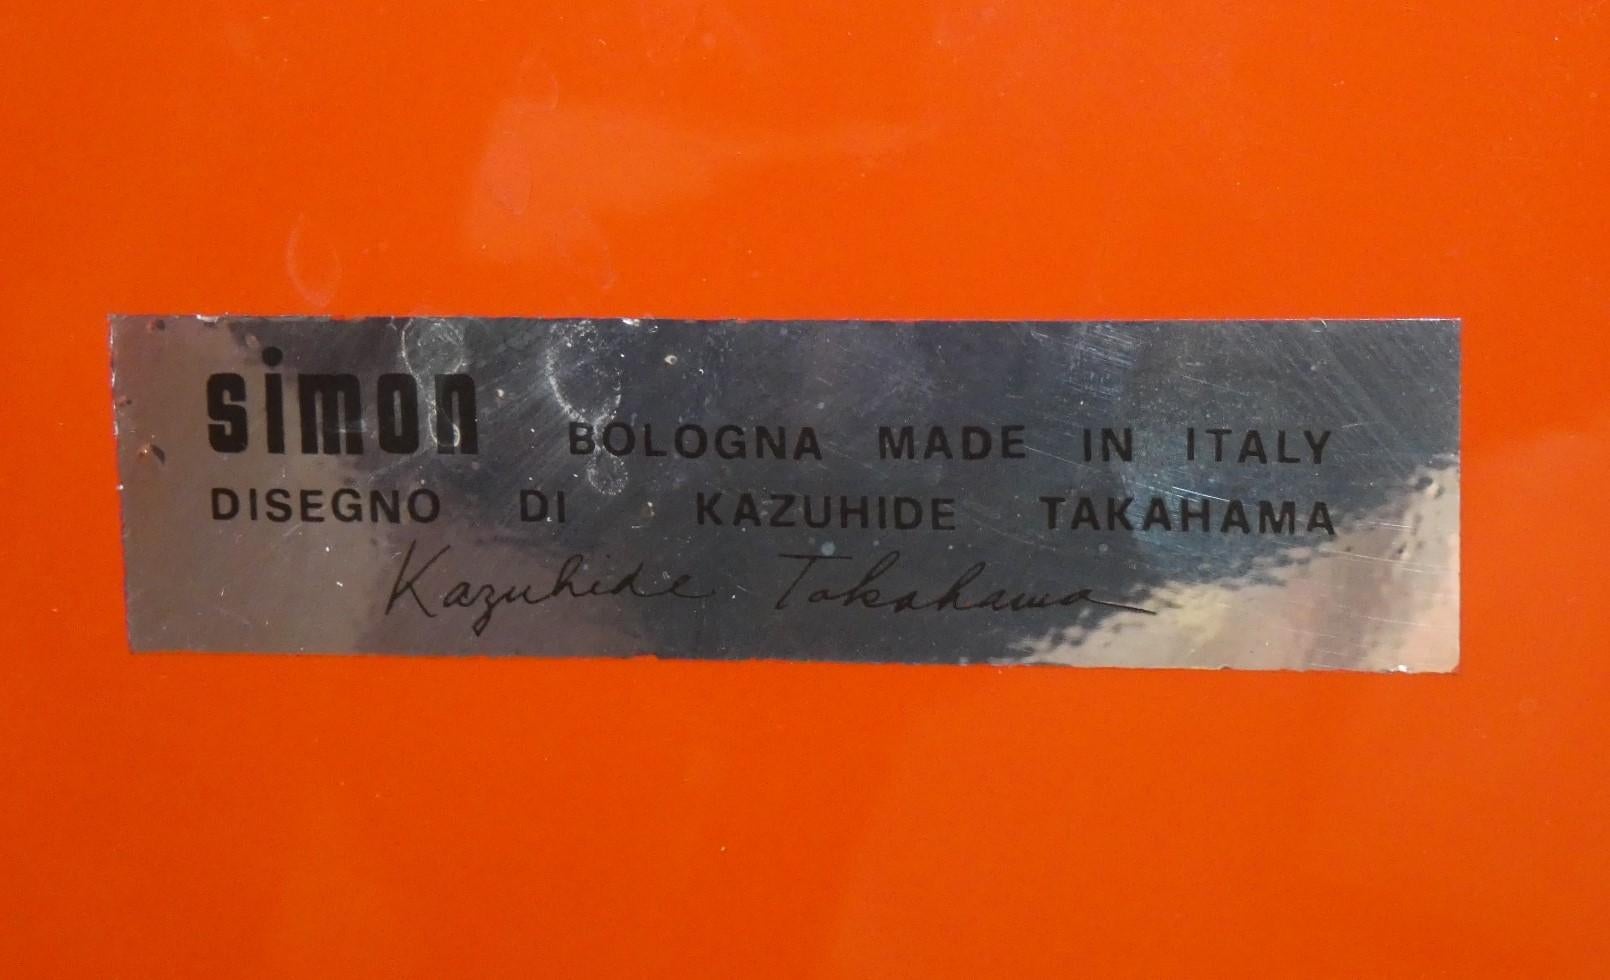 simon BOLOGNA MADE IN ITALY
DISEGNO DI KAZUHIDE TAKAHAMA
Kazuhide Takahama